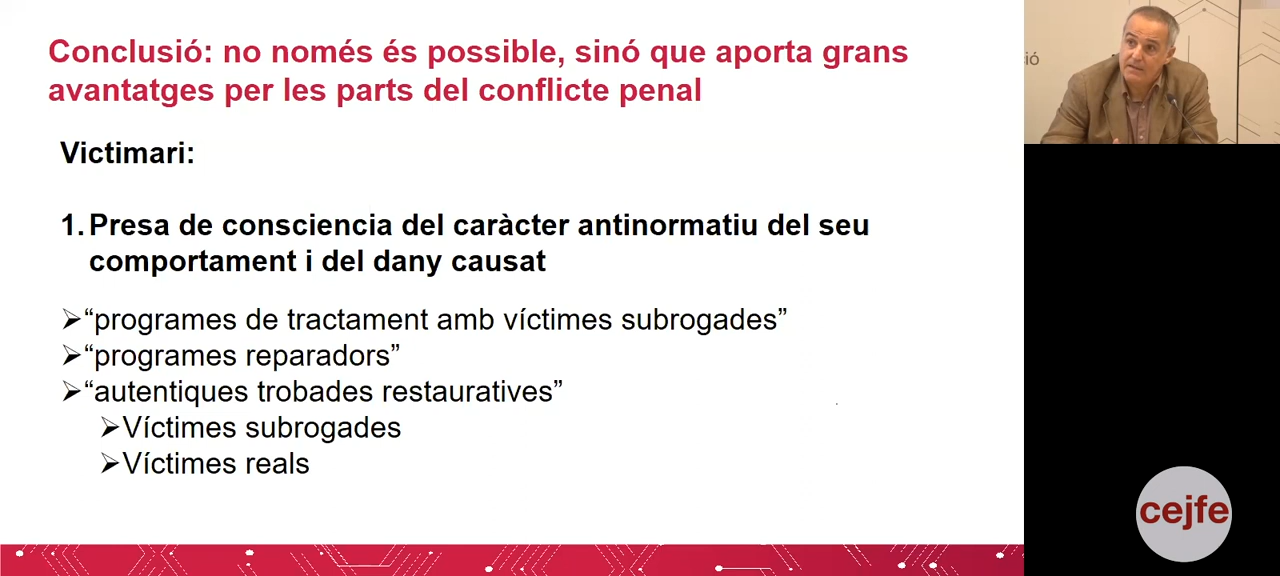 Conclusió: no només és possible, sinó que aporta grans
avantatges per les parts del conflicte penal
Victimari:
1. Presa de consciencia del caràcter antinormatiu del seu
comportament i del dany causat
➢“programes de tractament amb víctimes subrogades”
➢“programes reparadors”
➢“autentiques trobades restauratives”
➢Víctimes subrogades
➢Víctimes reals
ió
cejfe